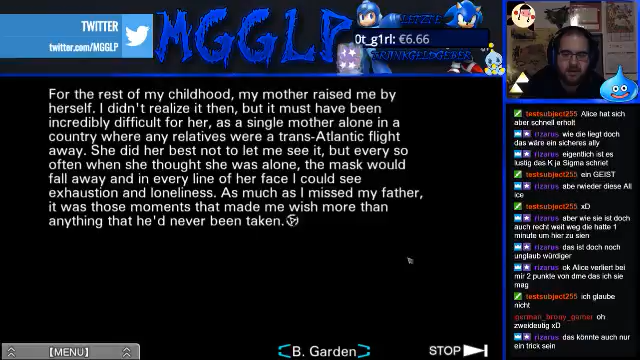 TWITTER
twitter.com/MGGLP
MGGLP
LETZTE
0t_g1rl: €6.66
TRINKGELDGEBER
For the rest of my childhood, my mother raised me by
herself. I didn't realize it then, but it must have been
incredibly difficult for her, as a single mother alone in a
country where any relatives were a trans-Atlantic flight
away. She did her best not to let me see it, but every so
often when she thought she was alone, the mask would
fall away and in every line of her face I could see
exhaustion and loneliness. As much as I missed my father,
it was those moments that made me wish more than
anything that he'd never been taken.
[MENU]
B. Garden
STOP
testsubject255: Alice hat
sich aber schnell erholt
rizarus: wie die liegt doch
das wäre ein sicheres ally
rizarus: eigentlich ist es
lustig das K ja Sigma schreit
testsubject255: ein GEIST
testsubject255:
rizarus: aber wieder diese Al
ice
testsubject255: xD
rizarus: aber wie sie ist doch
auch recht weit weg die hatte 1
minute um hier zu sien
rizarus: das ist doch noch
unglaub würdiger
rizarus: ok Alice verliert bei mir
2 punkte von dme das ich sie
mag
testsubject255: ich glaube
nicht
german_brony_gamer: oh
zweideutig xD
rizarus: das könnte auch nur
ein trick sein